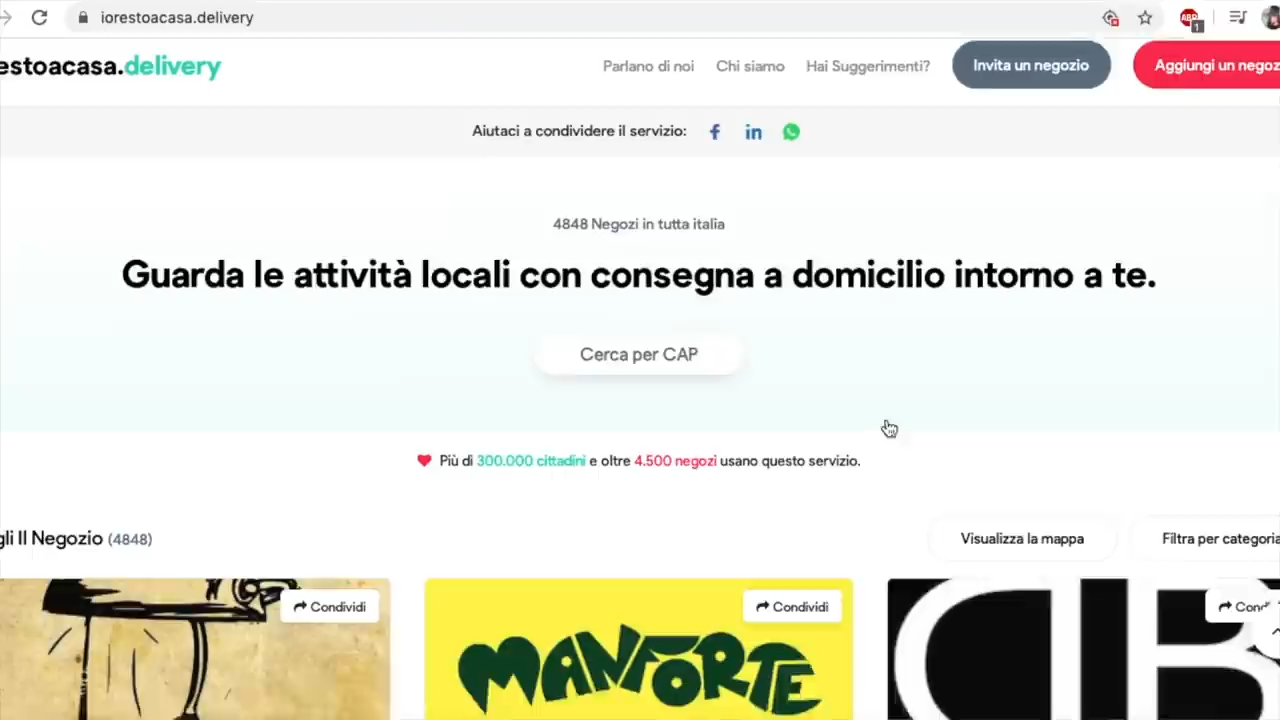 iorestoacasa.delivery
1
estoacasa.delivery
Parlano di noi
Chi siamo
Hai Suggerimenti?
Invita un negozio
Aggiungi un negoz
Aiutaci a condividere il servizio:
4848 Negozi in tutta italia
Guarda le attività locali con consegna a domicilio intorno a te.
Cerca per CAP
Più di 300.000 cittadini e oltre 4.500 negozi usano questo servizio.
gli Il Negozio (4848)
Visualizza la mappa
Filtra per categoria
Condividi
Condividi
MANFORTE
Cond